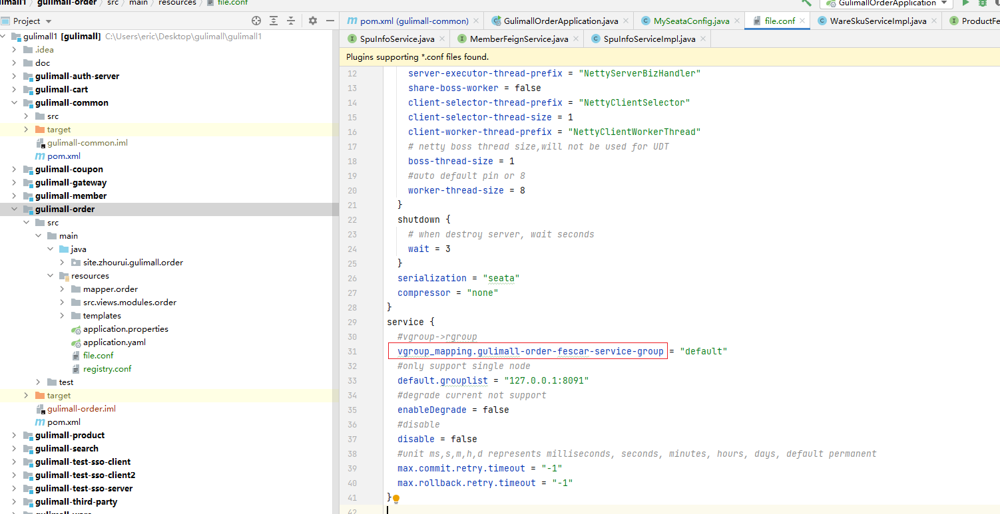 gulimall1 > gulimall-order > src > main > resources > file.conf
GulimallOrderApplication
Project
pom.xml (gulimall-common)
GulimallOrderApplication.java
MySeataConfig.java
file.conf
WareSkuServiceImpl.java
ProductFe
SpuInfoService.java
MemberFeignService.java
SpuInfoServiceImpl.java
Plugins supporting *.conf files found.
gulimall1 [gulimall] C:\Users\eric\Desktop\gulimall\gulimall1
.idea
doc
gulimall-auth-server
gulimall-cart
gulimall-common
src
target
gulimall-common.iml
pom.xml
gulimall-coupon
gulimall-gateway
gulimall-member
gulimall-order
src
main
java
site.zhourui.gulimall.order
resources
mapper.order
src.views.modules.order
templates
application.properties
application.yaml
file.conf
registry.conf
test
target
gulimall-order.iml
pom.xml
gulimall-product
gulimall-search
gulimall-test-sso-client
gulimall-test-sso-client2
gulimall-test-sso-server
gulimall-third-party
12 server-executor-thread-prefix = "NettyServerBizHandler"
13 share-boss-worker = false
14 client-selector-thread-prefix = "NettyClientSelector"
15 client-selector-thread-size = 1
16 client-worker-thread-prefix = "NettyClientWorkerThread"
17 # netty boss thread size,will not be used for UDT
18 boss-thread-size = 1
19 #auto default pin or 8
20 worker-thread-size = 8
21 }
22 shutdown {
23 # when destroy server, wait seconds
24 wait = 3
25 }
26 serialization = "seata"
27 compressor = "none"
28 }
29 service {
30 #vgroup->rgroup
31 vgroup_mapping.gulimall-order-fescar-service-group = "default"
32 #only support single node
33 default.grouplist = "127.0.0.1:8091"
34 #degrade current not support
35 enableDegrade = false
36 #disable
37 disable = false
38 #unit ms,s,m,h,d represents milliseconds, seconds, minutes, hours, days, default permanent
39 max.commit.retry.timeout = "-1"
40 max.rollback.retry.timeout = "-1"
41 }
42